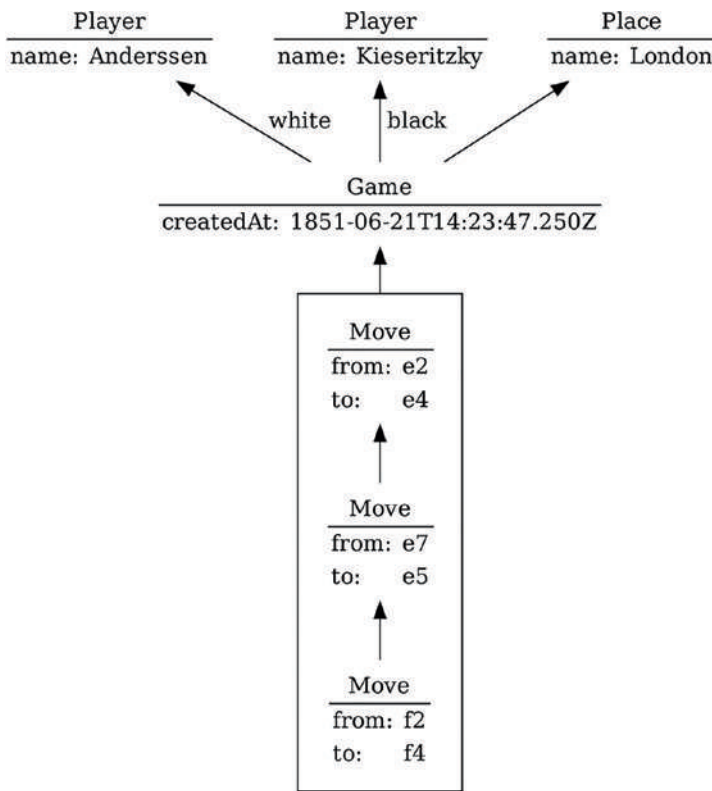 Player Player Place
name: Anderssen name: Kieseritzky name: London
white black
Game
createdAt: 1851-06-21T14:23:47.250Z
Move
from: e2
to: e4
Move
from: e7
to: e5
Move
from: f2
to: f4